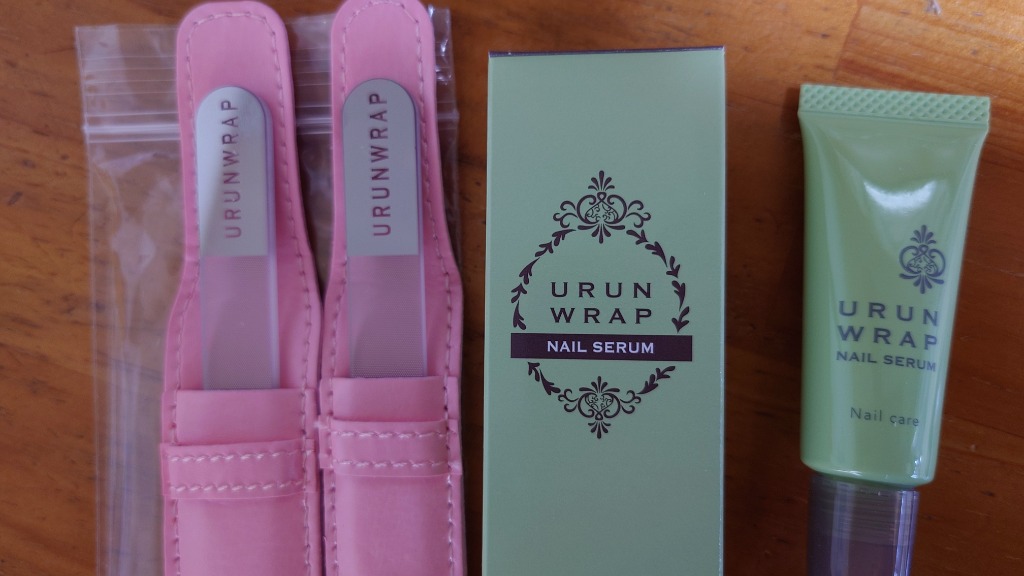 URUNWRAP
URUNWRAP
URUN
WRAP
NAIL SERUM
URUN
WRAP
NAIL SERUM
Nail care